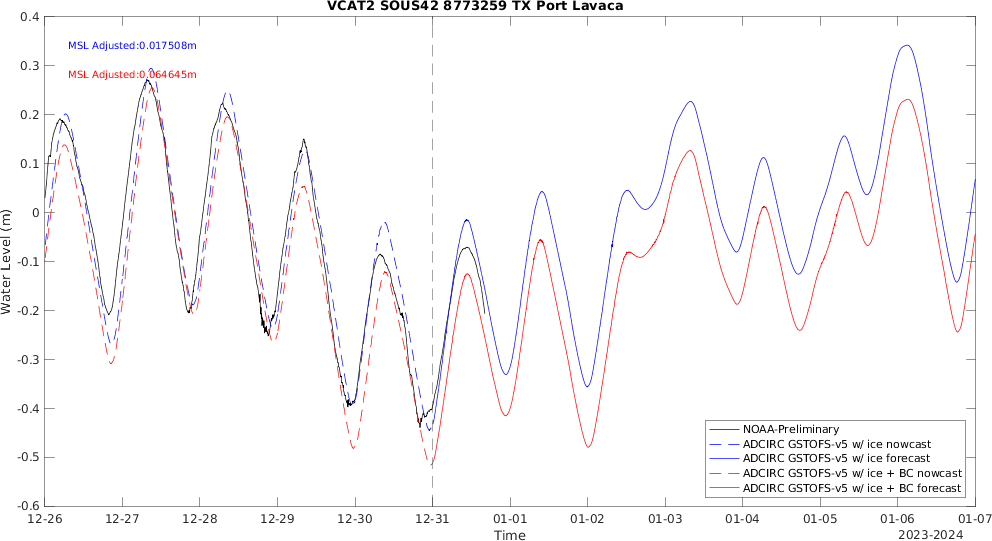 VCAT2 SOUS42 8773259 TX Port Lavaca
MSL Adjusted:0.017508m
MSL Adjusted:0.064645m
Water Level (m)
0.4
0.3
0.2
0.1
0
-0.1
-0.2
-0.3
-0.4
-0.5
-0.6
NOAA-Preliminary
ADCIRC GSTOFS-v5 w/ ice nowcast
ADCIRC GSTOFS-v5 w/ ice forecast
ADCIRC GSTOFS-v5 w/ ice + BC nowcast
ADCIRC GSTOFS-v5 w/ ice + BC forecast
12-26 12-27 12-28 12-29 12-30 12-31 01-01 01-02 01-03 01-04 01-05 01-06 01-07
Time
2023-2024